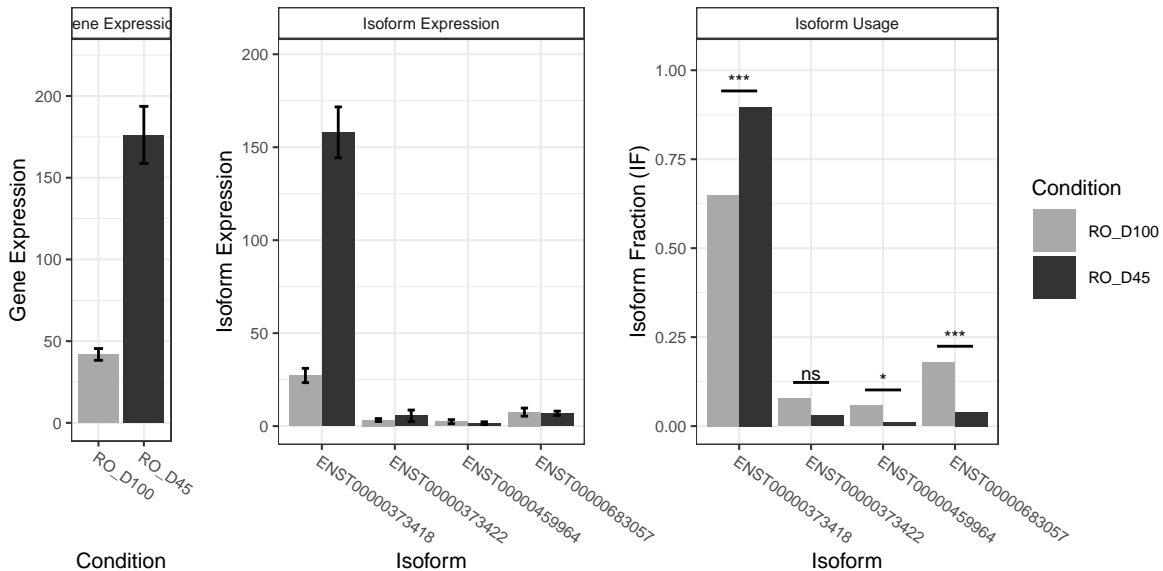 ene Expressio
Gene Expression
250
200
150
100
50
0
RO_D100
RO_D45
Condition
Isoform Expression
Isoform Expression
200
150
100
50
0
ENST00000373418
ENST00000373422
ENST00000459964
ENST00000683057
Isoform
Isoform Usage
Isoform Fraction (IF)
1.00
0.75
0.50
0.25
0.00
***
ns
*
***
ENST00000373418
ENST00000373422
ENST00000459964
ENST00000683057
Isoform
Condition
RO_D100
RO_D45